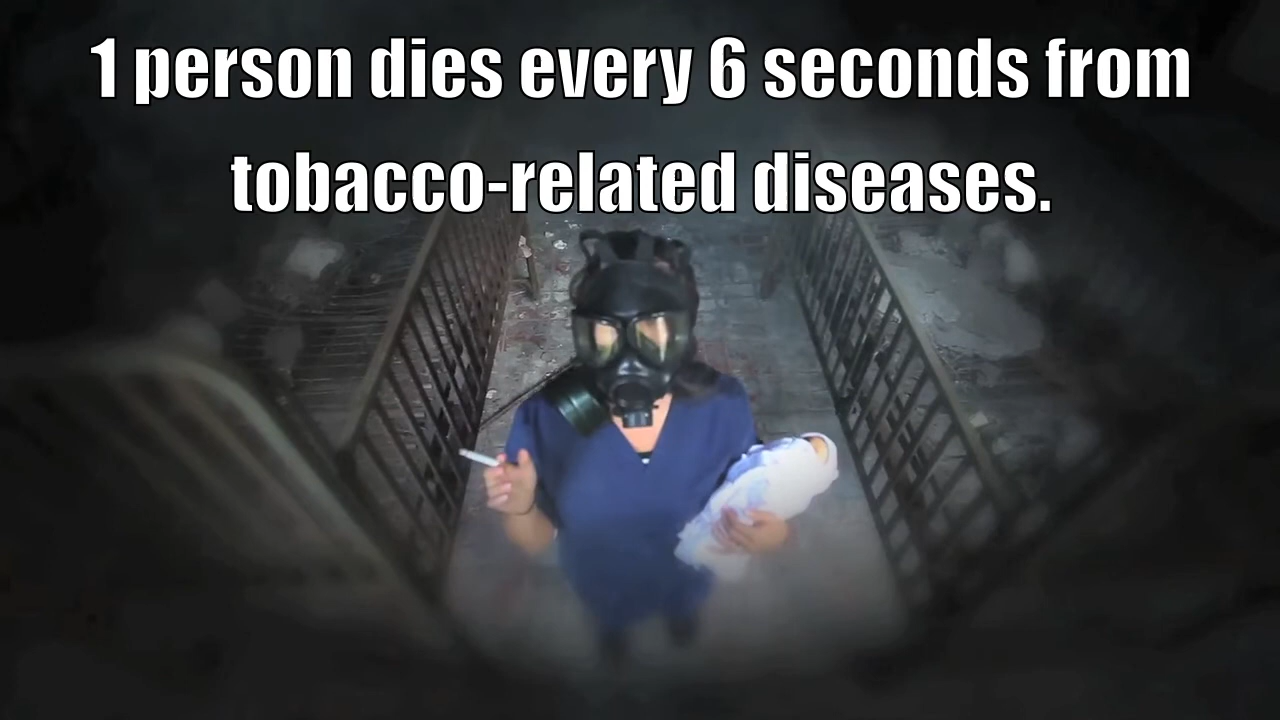 1 person dies every 6 seconds from
tobacco-related diseases.